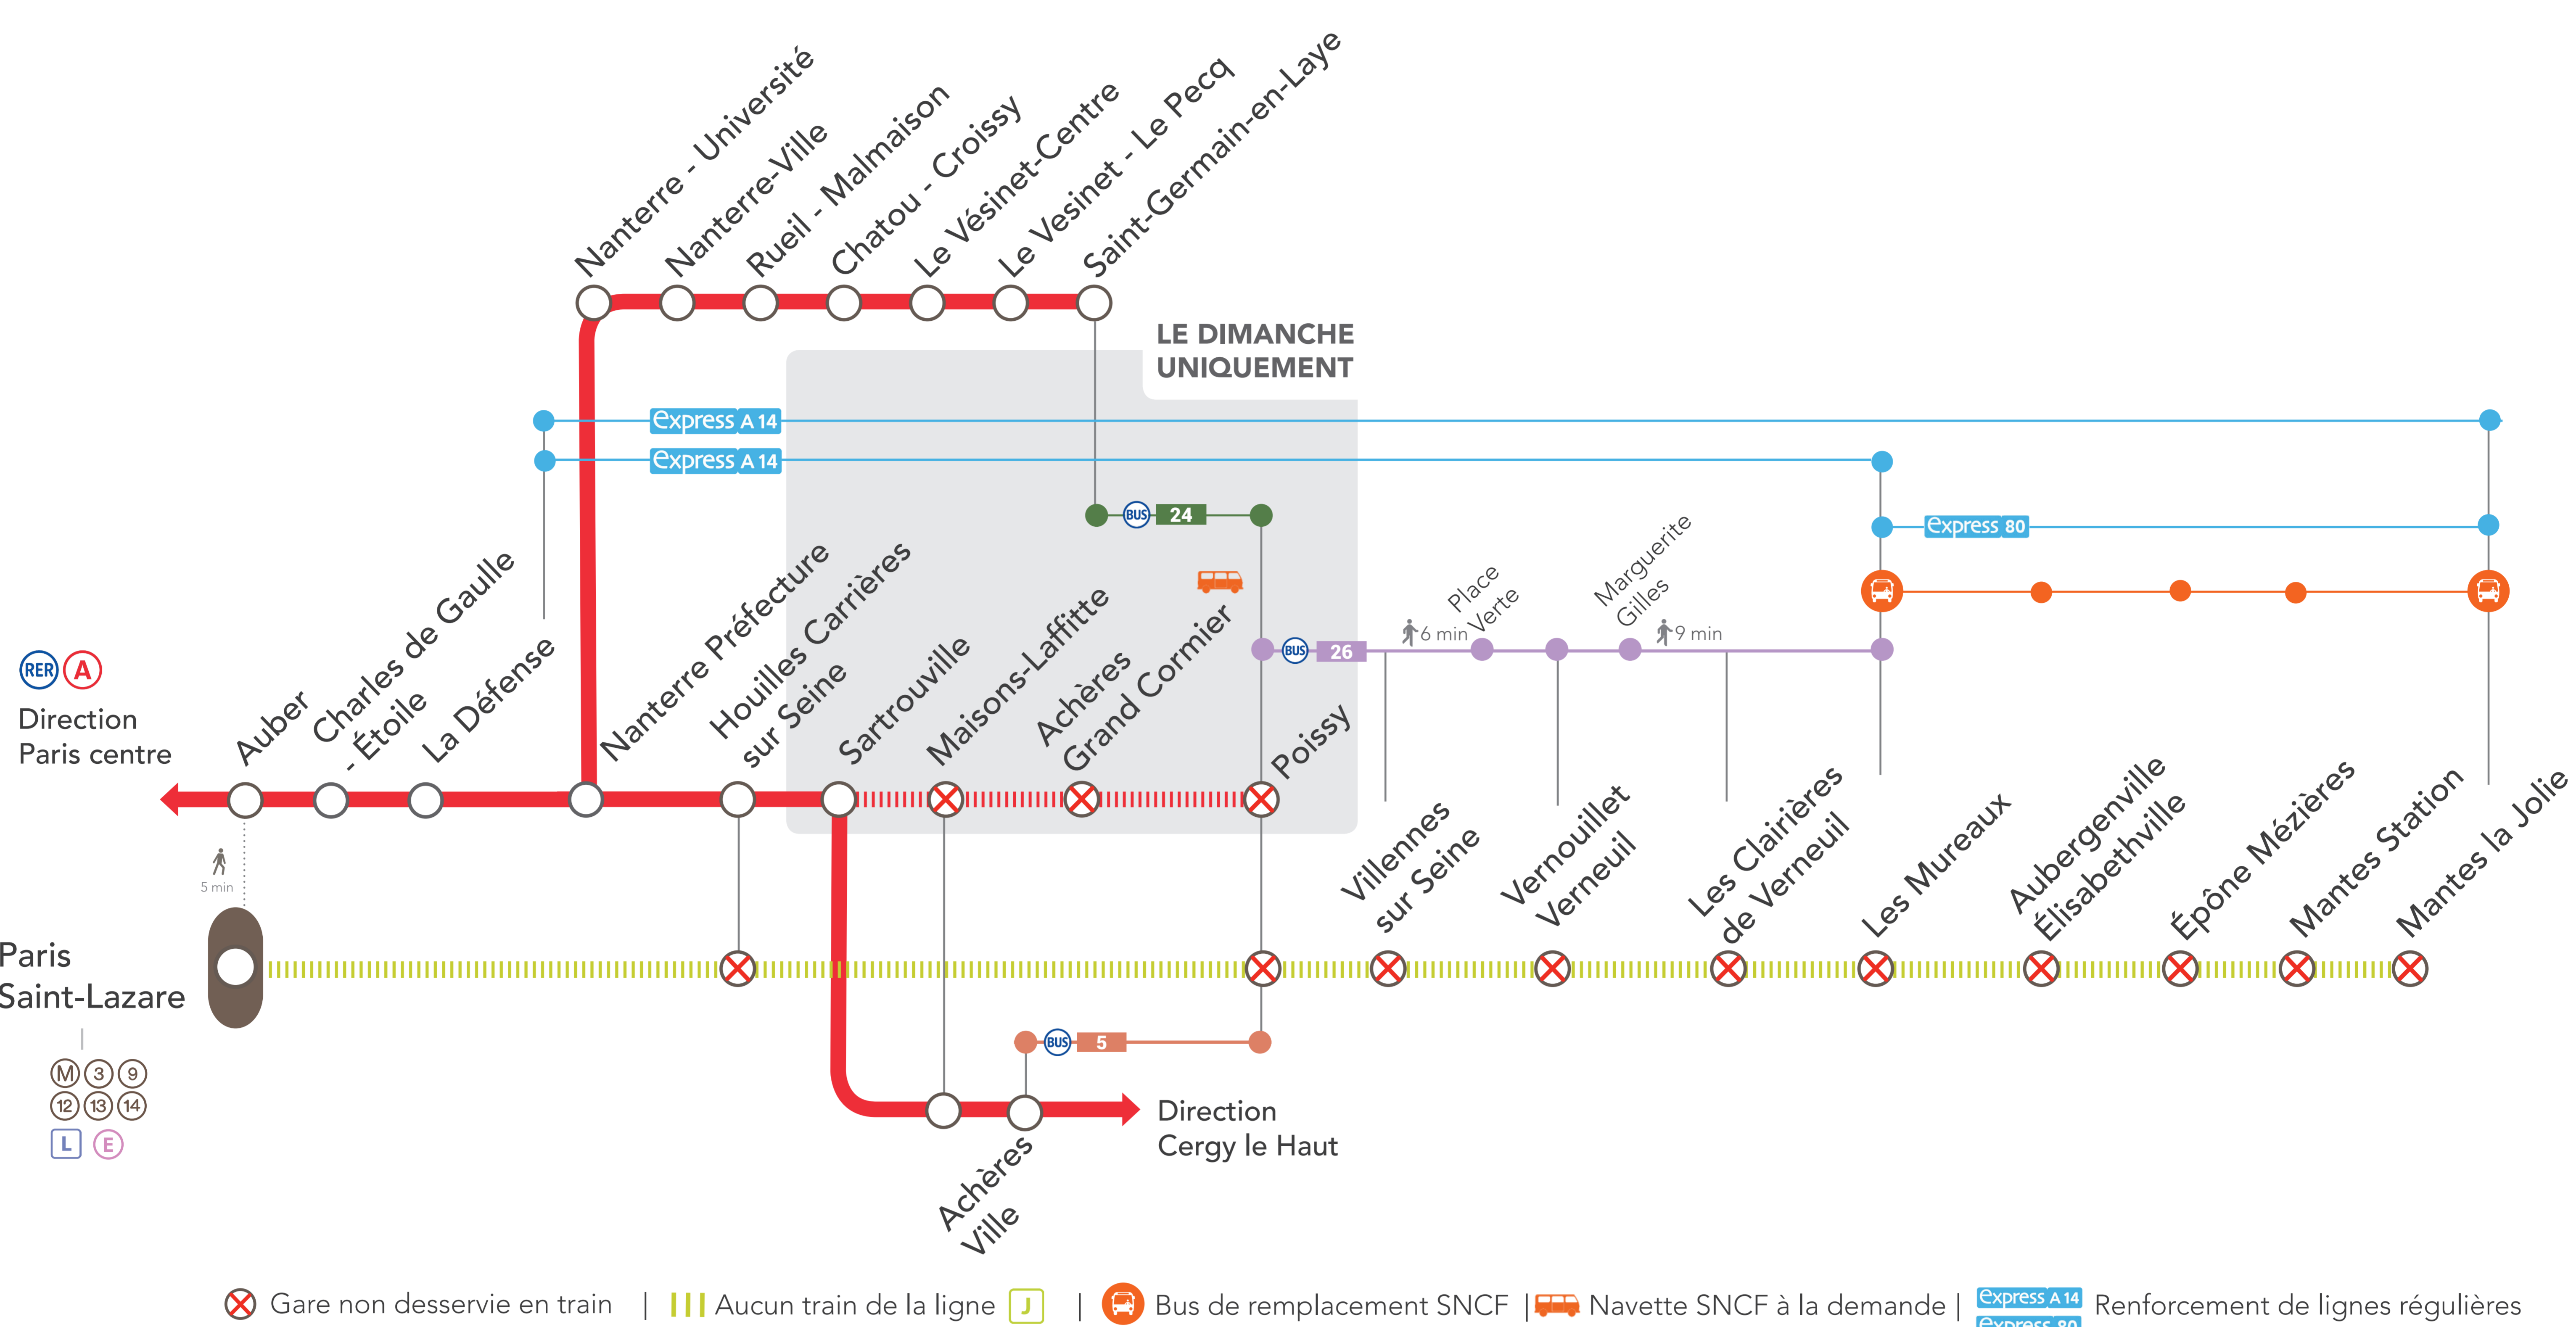 Nanterre - Université
Nanterre-Ville
Rueil - Malmaison
Chatou - Croissy
Le Vésinet-Centre
Le Vesinet - Le Pecq
Saint-Germain-en-Laye
LE DIMANCHE
UNIQUEMENT
express A 14
express A 14
BUS 24
express 80
Place
Verte
Marguerite
Gilles
6 min
9 min
BUS 26
RER A
Direction
Paris centre
Auber
Charles de Gaulle
- Étoile
La Défense
Nanterre Préfecture
Houilles Carrières
sur Seine
Sartrouville
Maisons-Laffitte
Achères
Grand Cormier
Poissy
5 min
Paris
Saint-Lazare
M 3 9
12 13 14
L E
Villennes
sur Seine
Vernouillet
Verneuil
Les Clairières
de Verneuil
Les Mureaux
Aubergenville
Élisabethville
Épône Mézières
Mantes Station
Mantes la Jolie
BUS 5
Direction
Cergy le Haut
Achères
Ville
Gare non desservie en train | Aucun train de la ligne J | Bus de remplacement SNCF | Navette SNCF à la demande | express A 14 Renforcement de lignes régulières
express 80